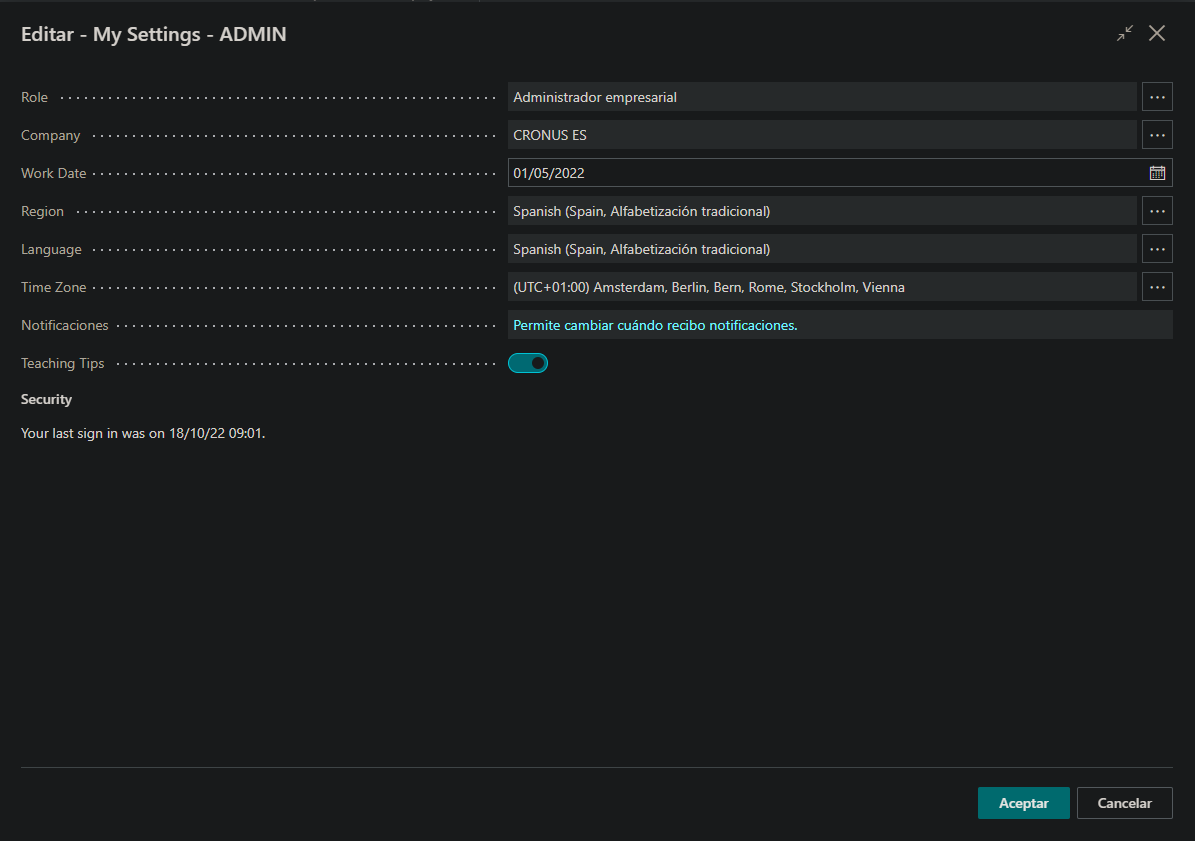 Editar - My Settings - ADMIN
Role Administrador empresarial
Company CRONUS ES
Work Date 01/05/2022
Region Spanish (Spain, Alfabetización tradicional)
Language Spanish (Spain, Alfabetización tradicional)
Time Zone (UTC+01:00) Amsterdam, Berlin, Bern, Rome, Stockholm, Vienna
Notificaciones Permite cambiar cuándo recibo notificaciones.
Teaching Tips
Security
Your last sign in was on 18/10/22 09:01.
Aceptar Cancelar